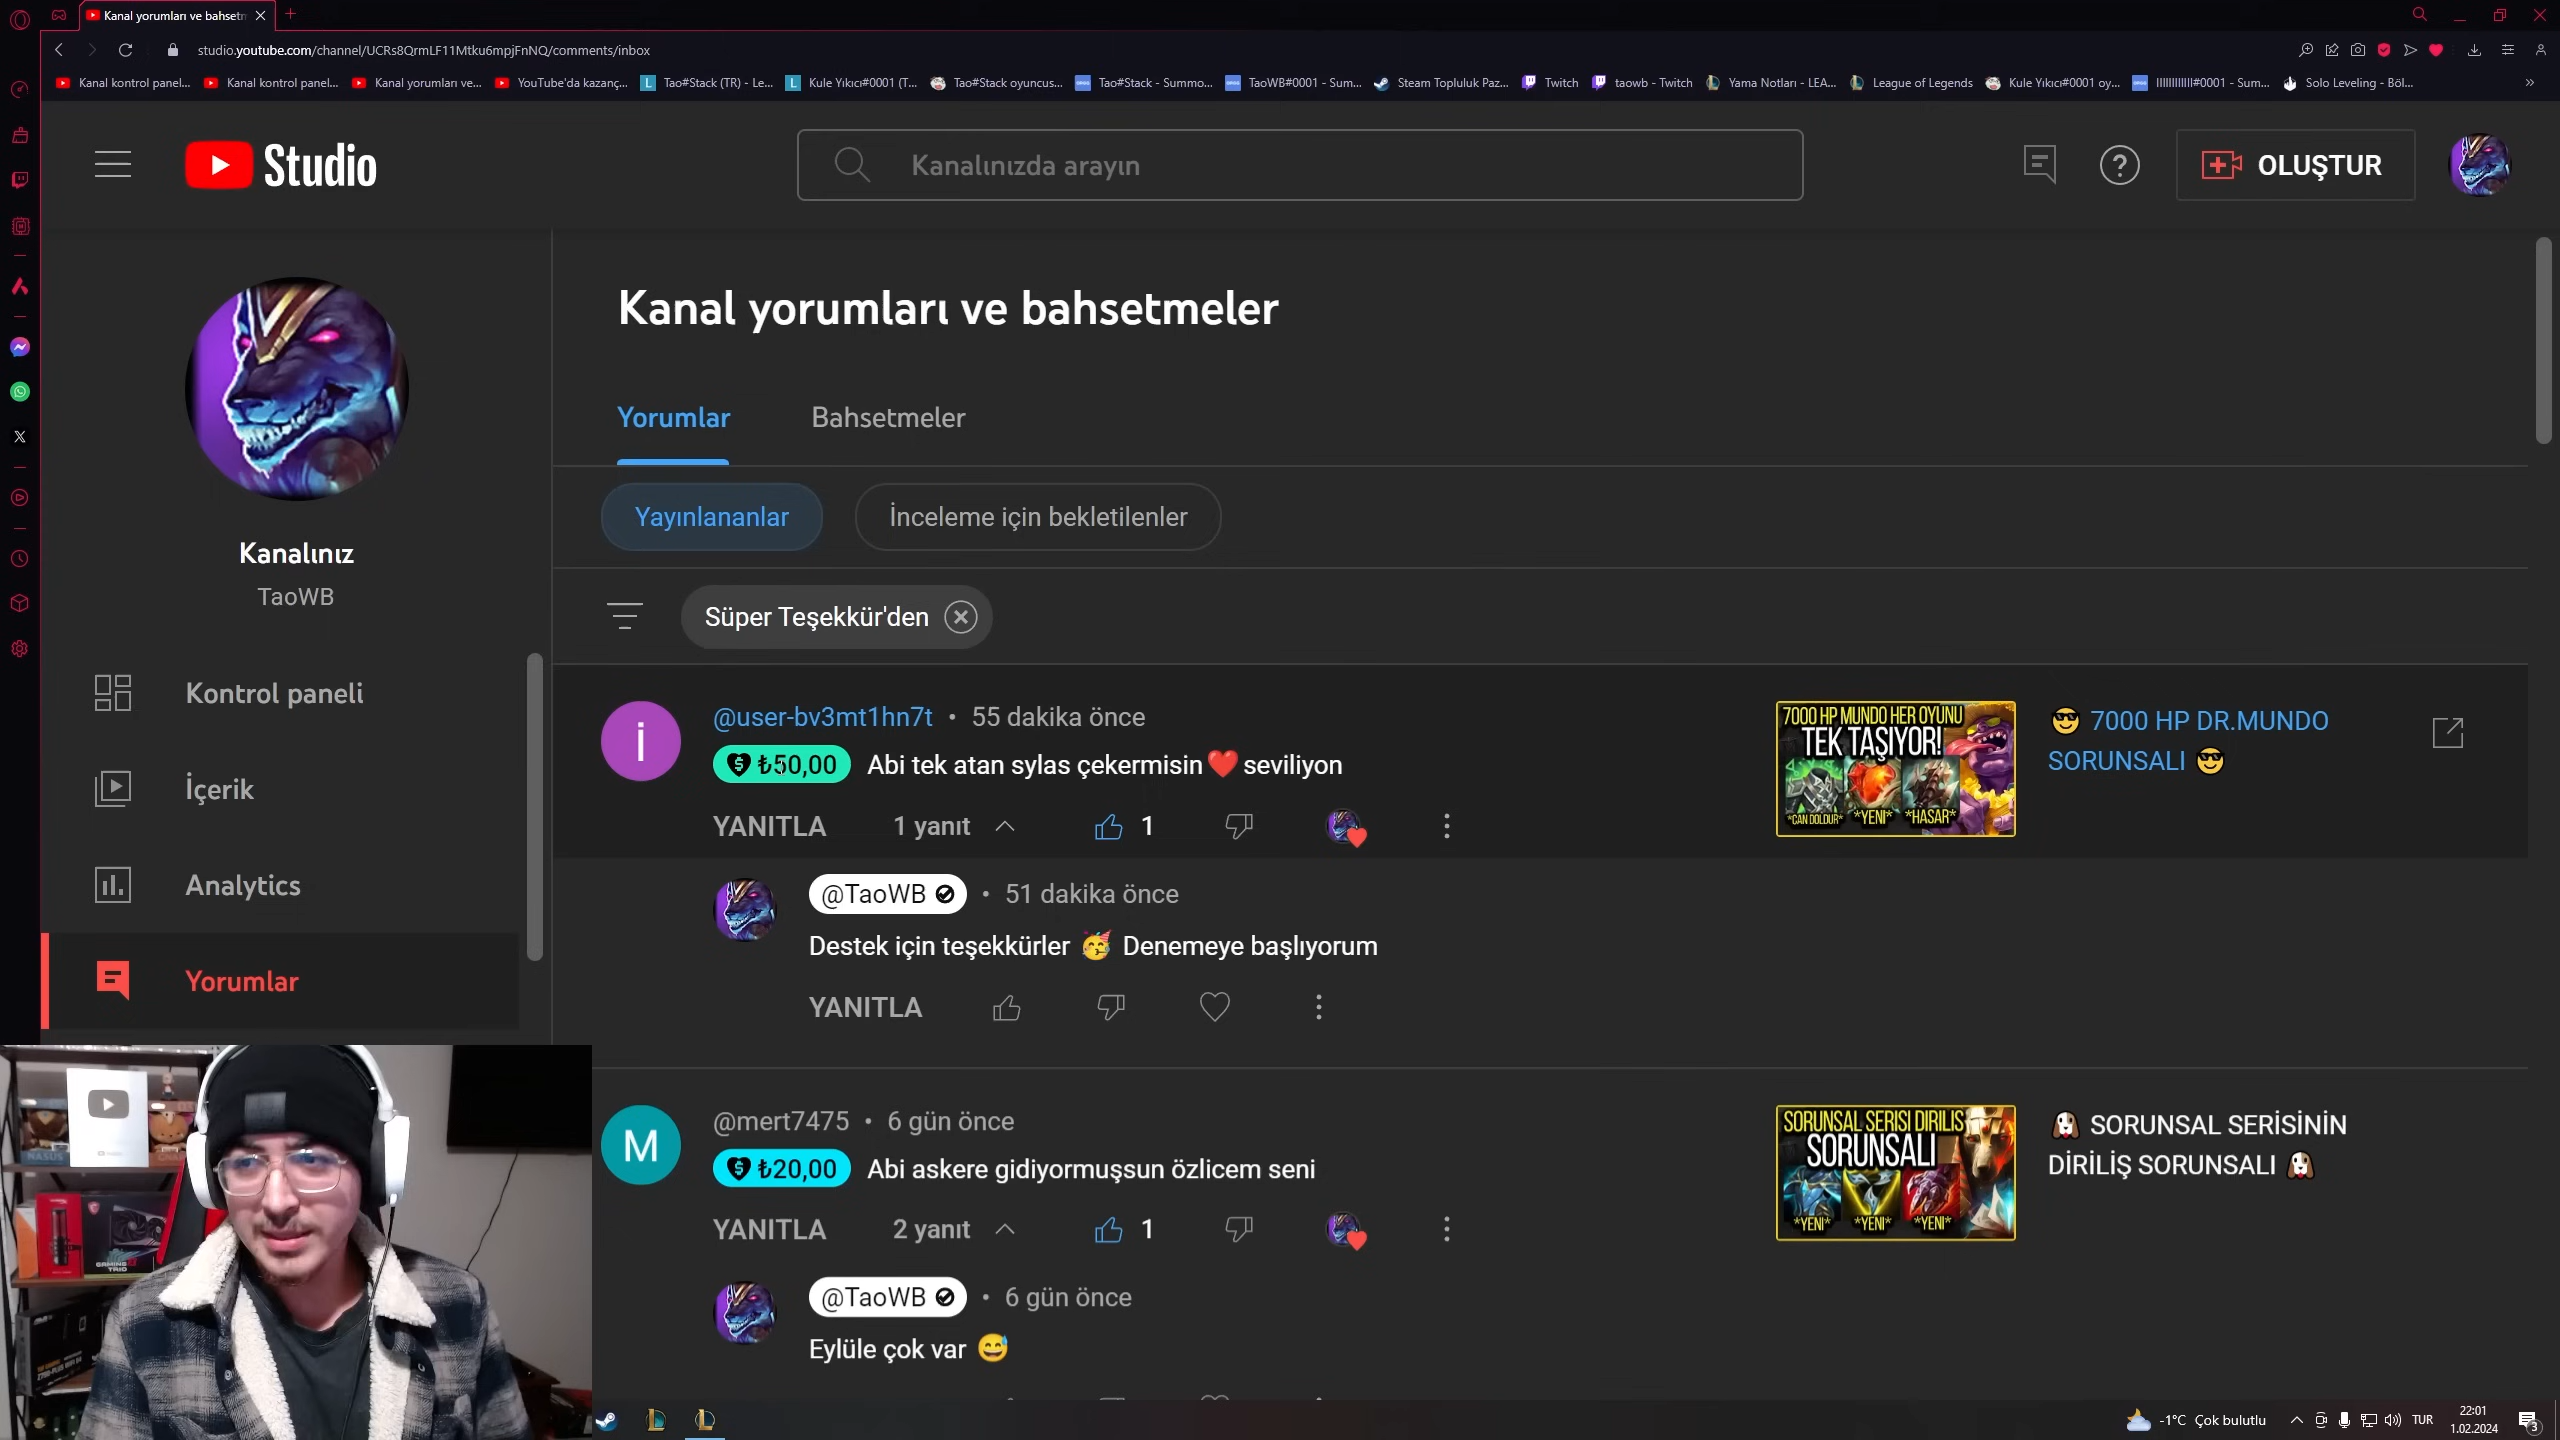 Kanal yorumları ve bahsetm
studio.youtube.com/channel/UCRs8QrmLF11Mtku6mpjFnNQ/comments/inbox
Kanal kontrol panel...
Kanal kontrol panel...
Kanal yorumları ve...
YouTube'da kazanç...
Tao#Stack (TR) - Le...
Kule Yıkıcı#0001 (T...
Tao#Stack oyuncus...
Tao#Stack - Summo...
TaoWB#0001 - Sum...
Steam Topluluk Paz...
Twitch
taowb - Twitch
Yama Notları - LEA...
League of Legends
Kule Yıkıcı#0001 oy...
Solo Leveling - Böl...
Studio
Kanalınızda arayın
OLUŞTUR
Kanalınız
TaoWB
Kontrol paneli
İçerik
Analytics
Yorumlar
Kanal yorumları ve bahsetmeler
Yorumlar
Bahsetmeler
Yayınlananlar
İnceleme için bekletilenler
Süper Teşekkür'den
İ
@user-bv3mt1hn7t • 55 dakika önce
₺50,00 Abi tek atan sylas çekermisin❤️ seviliyon
YANITLA 1 yanıt 1
7000 HP MUNDO HER OYUNU
TEK TAŞIYOR!
*CAN DOLDUR* *YENI* *HASAR*
😎 7000 HP DR.MUNDO
SORUNSALI 😎
@TaoWB • 51 dakika önce
Destek için teşekkürler 🥳 Denemeye başlıyorum
YANITLA
M
@mert7475 • 6 gün önce
₺20,00 Abi askere gidiyormuşsun özlicem seni
YANITLA 2 yanıt 1
SORUNSAL SERISI DIRILIS
SORUNSALI
*YENI* *YENI* *YENI*
🐶 SORUNSAL SERİSİNİN
DİRİLİŞ SORUNSALI 🐶
@TaoWB • 6 gün önce
Eylüle çok var 😅
NASUS
GAMING
TRIO
-1°C Çok bulutlu
TUR
22:01
1.02.2024
3